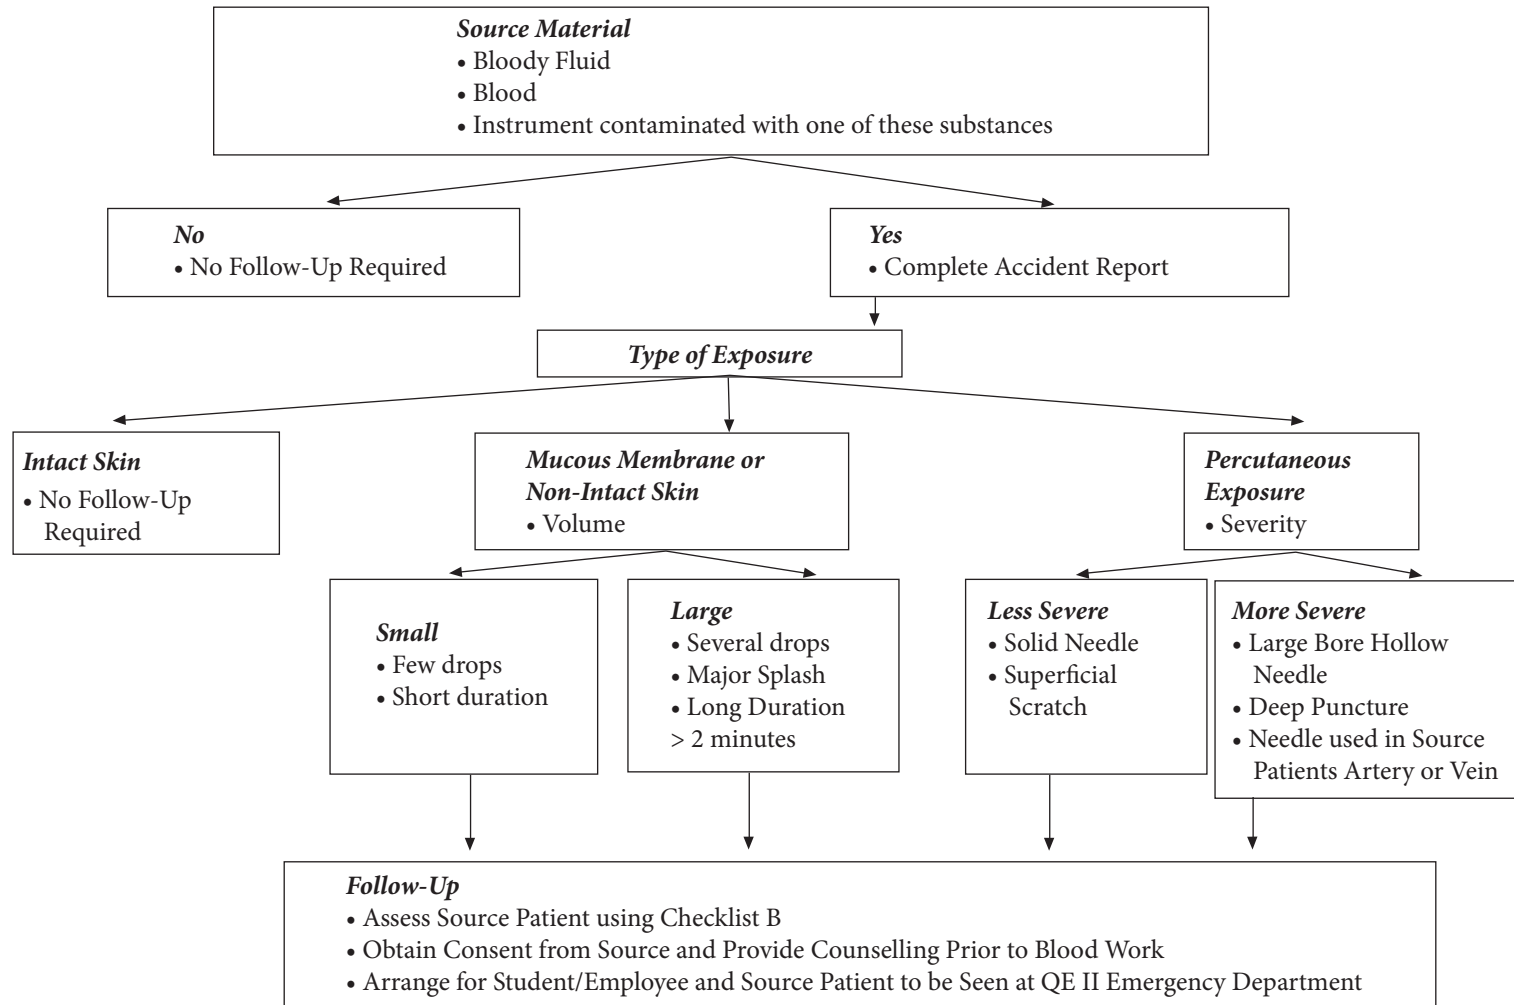 Source Material
• Bloody Fluid
• Blood
• Instrument contaminated with one of these substances
No
• No Follow-Up Required
Yes
• Complete Accident Report
Type of Exposure
Intact Skin
• No Follow-Up
Required
Mucous Membrane or
Non-Intact Skin
• Volume
Percutaneous
Exposure
• Severity
Small
• Few drops
• Short duration
Large
• Several drops
• Major Splash
• Long Duration
> 2 minutes
Less Severe
• Solid Needle
• Superficial
Scratch
More Severe
• Large Bore Hollow
Needle
• Deep Puncture
• Needle used in Source
Patients Artery or Vein
Follow-Up
• Assess Source Patient using Checklist B
• Obtain Consent from Source and Provide Counselling Prior to Blood Work
• Arrange for Student/Employee and Source Patient to be Seen at QE II Emergency Department